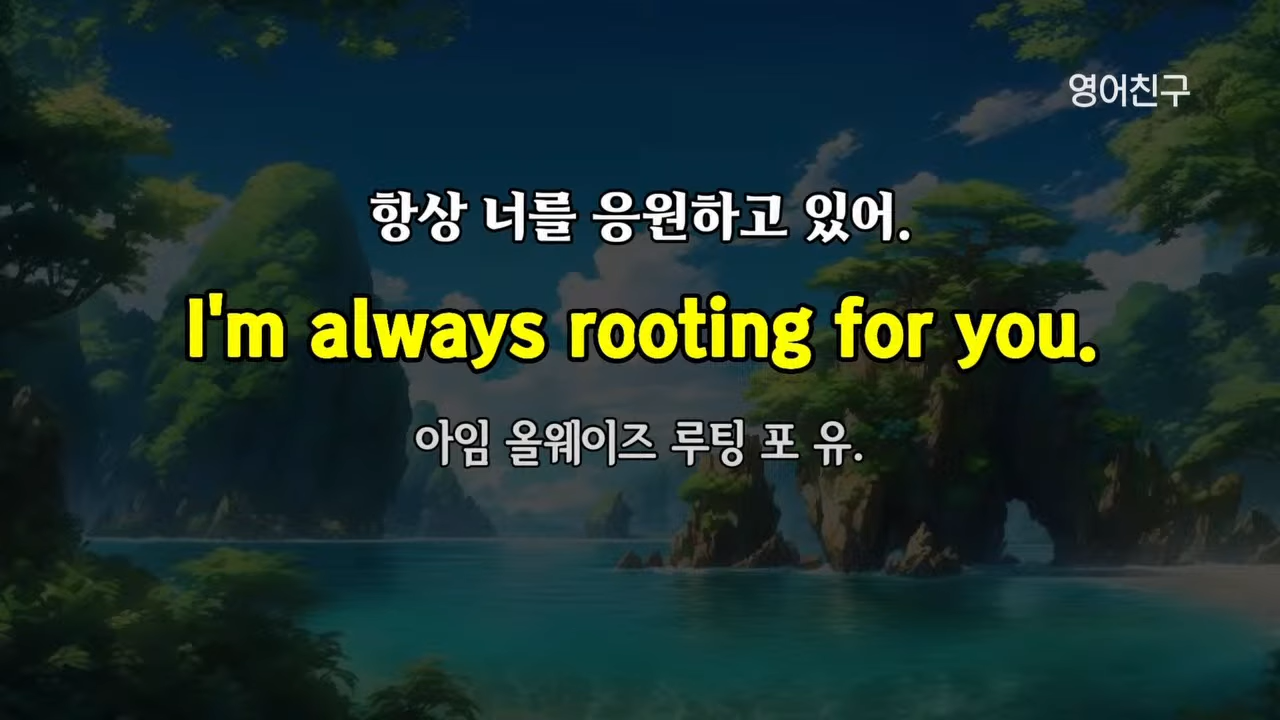 영어친구
항상 너를 응원하고 있어.
I'm always rooting for you.
아임 올웨이즈 루팅 포 유.